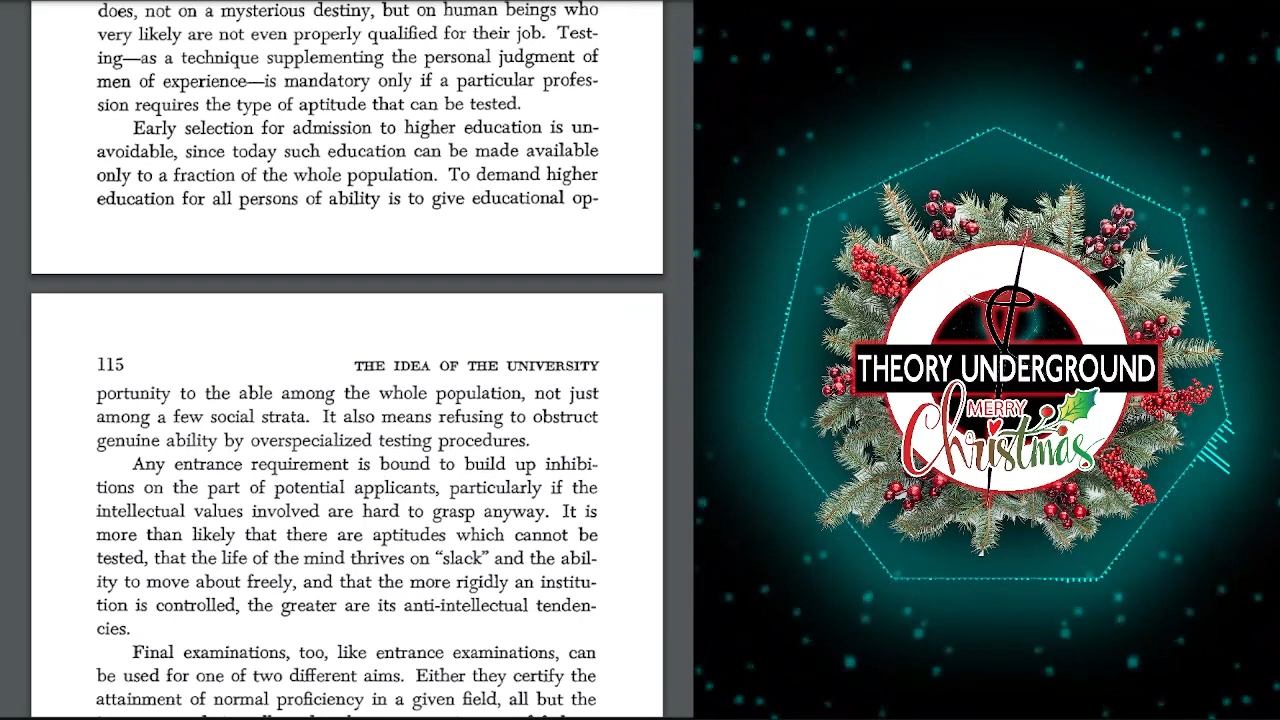 does, not on a mysterious destiny, but on human beings who
very likely are not even properly qualified for their job. Test-
ing—as a technique supplementing the personal judgment of
men of experience—is mandatory only if a particular profes-
sion requires the type of aptitude that can be tested.
Early selection for admission to higher education is un-
avoidable, since today such education can be made available
only to a fraction of the whole population. To demand higher
education for all persons of ability is to give educational op-
115 THE IDEA OF THE UNIVERSITY
portunity to the able among the whole population, not just
among a few social strata. It also means refusing to obstruct
genuine ability by overspecialized testing procedures.
Any entrance requirement is bound to build up inhibi-
tions on the part of potential applicants, particularly if the
intellectual values involved are hard to grasp anyway. It is
more than likely that there are aptitudes which cannot be
tested, that the life of the mind thrives on “slack” and the abil-
ity to move about freely, and that the more rigidly an institu-
tion is controlled, the greater are its anti-intellectual tenden-
cies.
Final examinations, too, like entrance examinations, can
be used for one of two different aims. Either they certify the
attainment of normal proficiency in a given field, all but the
THEORY UNDERGROUND
MERRY
Christmas